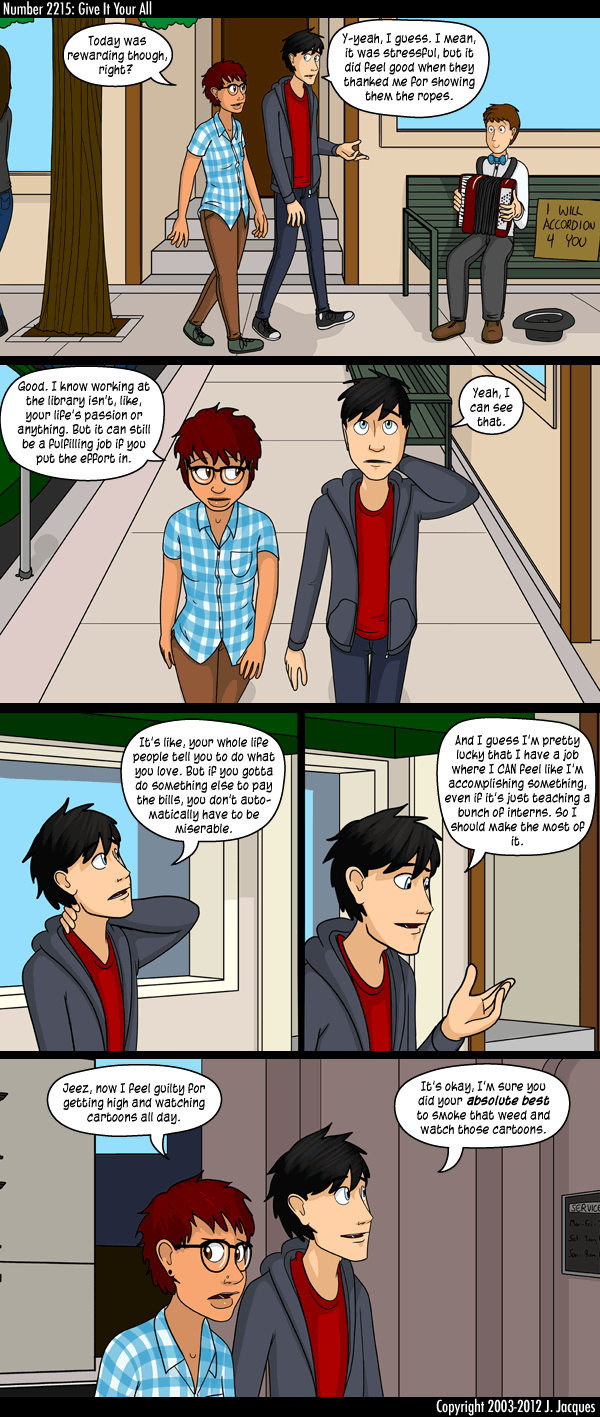 Number 2215: Give It Your All
Today was
rewarding though,
right?
Y-yeah, I guess. I mean,
it was stressful, but it
did feel good when they
thanked me for showing
them the ropes.
I WILL
ACCORDION
4 YOU
Good. I know working at
the library isn't, like,
your life's passion or
anything. But it can still
be a fulfilling job if you
put the effort in.
Yeah, I
can see
that.
It's like, your whole life
people tell you to do what
you love. But if you gotta
do something else to pay
the bills, you don't auto-
matically have to be
miserable.
And I guess I'm pretty
lucky that I have a job
where I CAN feel like I'm
accomplishing something,
even if it's just teaching a
bunch of interns. So I
should make the most of
it.
Jeez, now I feel guilty for
getting high and watching
cartoons all day.
It's okay, I'm sure you
did your absolute best
to smoke that weed and
watch those cartoons.
SERVICE
Copyright 2003-2012 J. Jacques